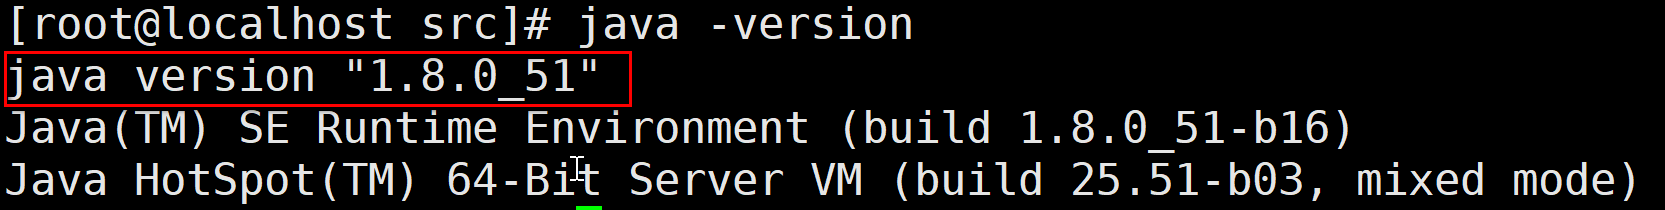 [root@localhost src]# java -version
java version "1.8.0_51"
Java(TM) SE Runtime Environment (build 1.8.0_51-b16)
Java HotSpot(TM) 64-Bit Server VM (build 25.51-b03, mixed mode)